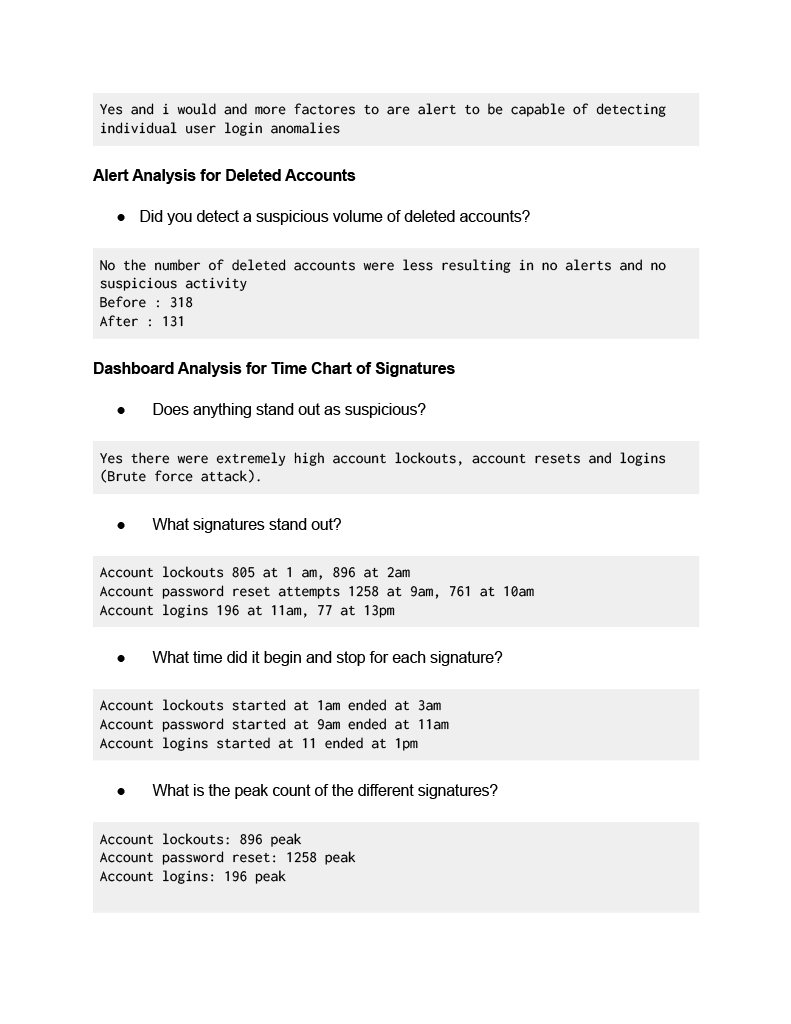 Yes and i would and more factores to are alert to be capable of detecting
individual user login anomalies
Alert Analysis for Deleted Accounts
● Did you detect a suspicious volume of deleted accounts?
No the number of deleted accounts were less resulting in no alerts and no
suspicious activity
Before : 318
After : 131
Dashboard Analysis for Time Chart of Signatures
● Does anything stand out as suspicious?
Yes there were extremely high account lockouts, account resets and logins
(Brute force attack).
● What signatures stand out?
Account lockouts 805 at 1 am, 896 at 2am
Account password reset attempts 1258 at 9am, 761 at 10am
Account logins 196 at 11am, 77 at 13pm
● What time did it begin and stop for each signature?
Account lockouts started at 1am ended at 3am
Account password started at 9am ended at 11am
Account logins started at 11 ended at 1pm
● What is the peak count of the different signatures?
Account lockouts: 896 peak
Account password reset: 1258 peak
Account logins: 196 peak